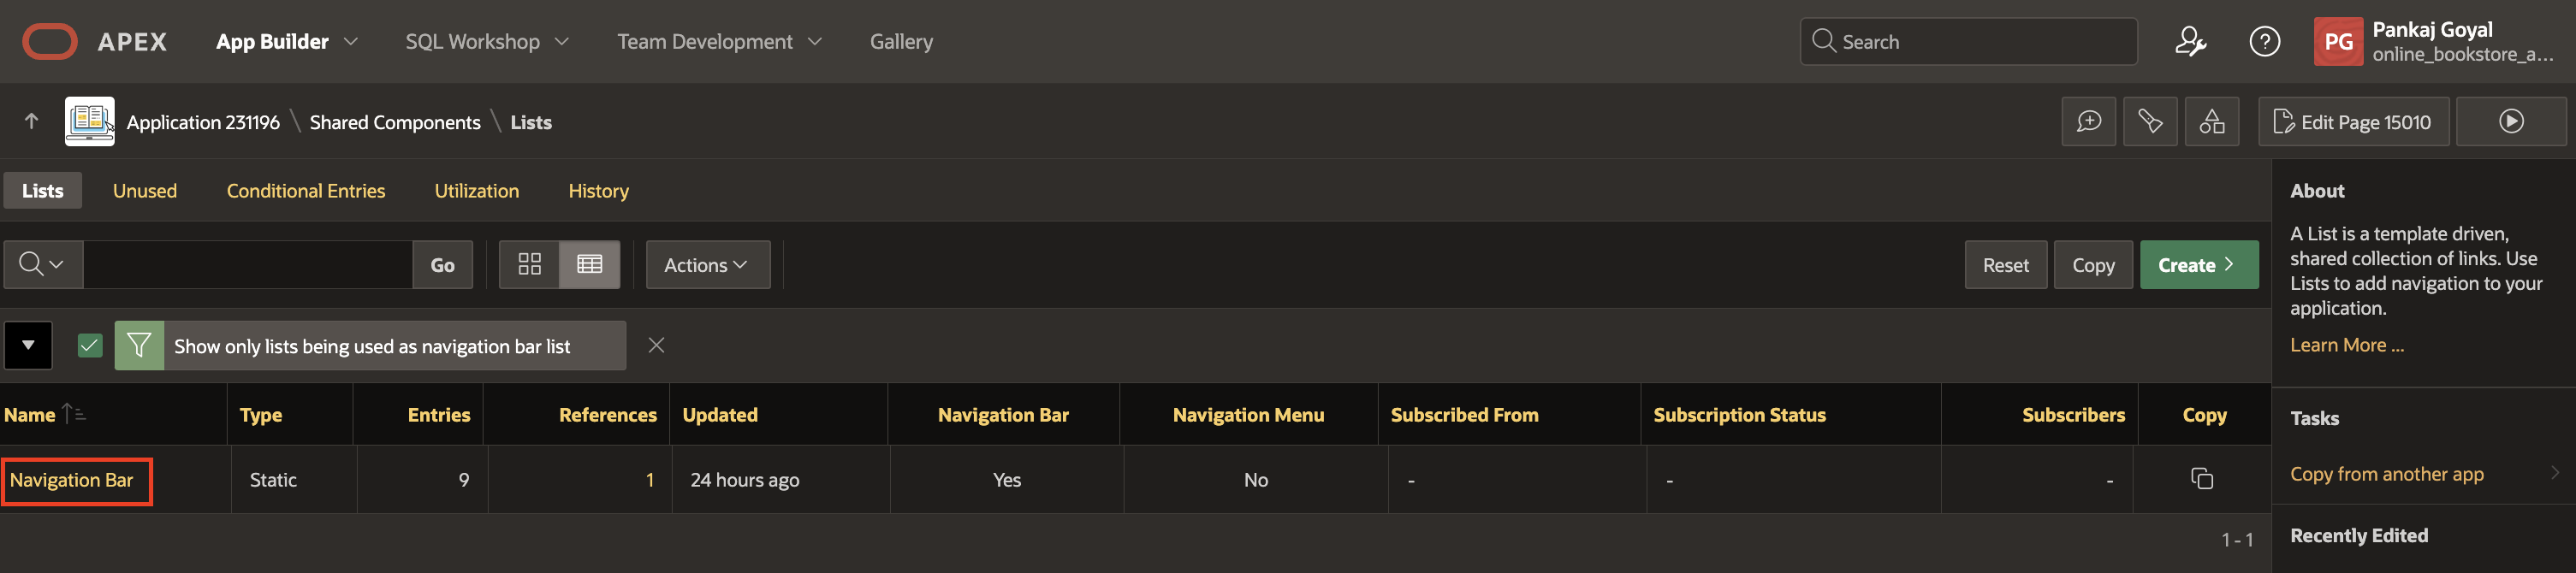 APEX App Builder SQL Workshop Team Development Gallery Search ? PG Pankaj Goyal
online_bookstore_a...
Application 231196 \ Shared Components \ Lists Edit Page 15010
Lists Unused Conditional Entries Utilization History
Go Actions Reset Copy Create
Show only lists being used as navigation bar list
Name Type Entries References Updated Navigation Bar Navigation Menu Subscribed From Subscription Status Subscribers Copy
Navigation Bar Static 9 1 24 hours ago Yes No - - -
1 - 1
About
A List is a template driven,
shared collection of links. Use
Lists to add navigation to your
application.
Learn More ...
Tasks
Copy from another app
Recently Edited